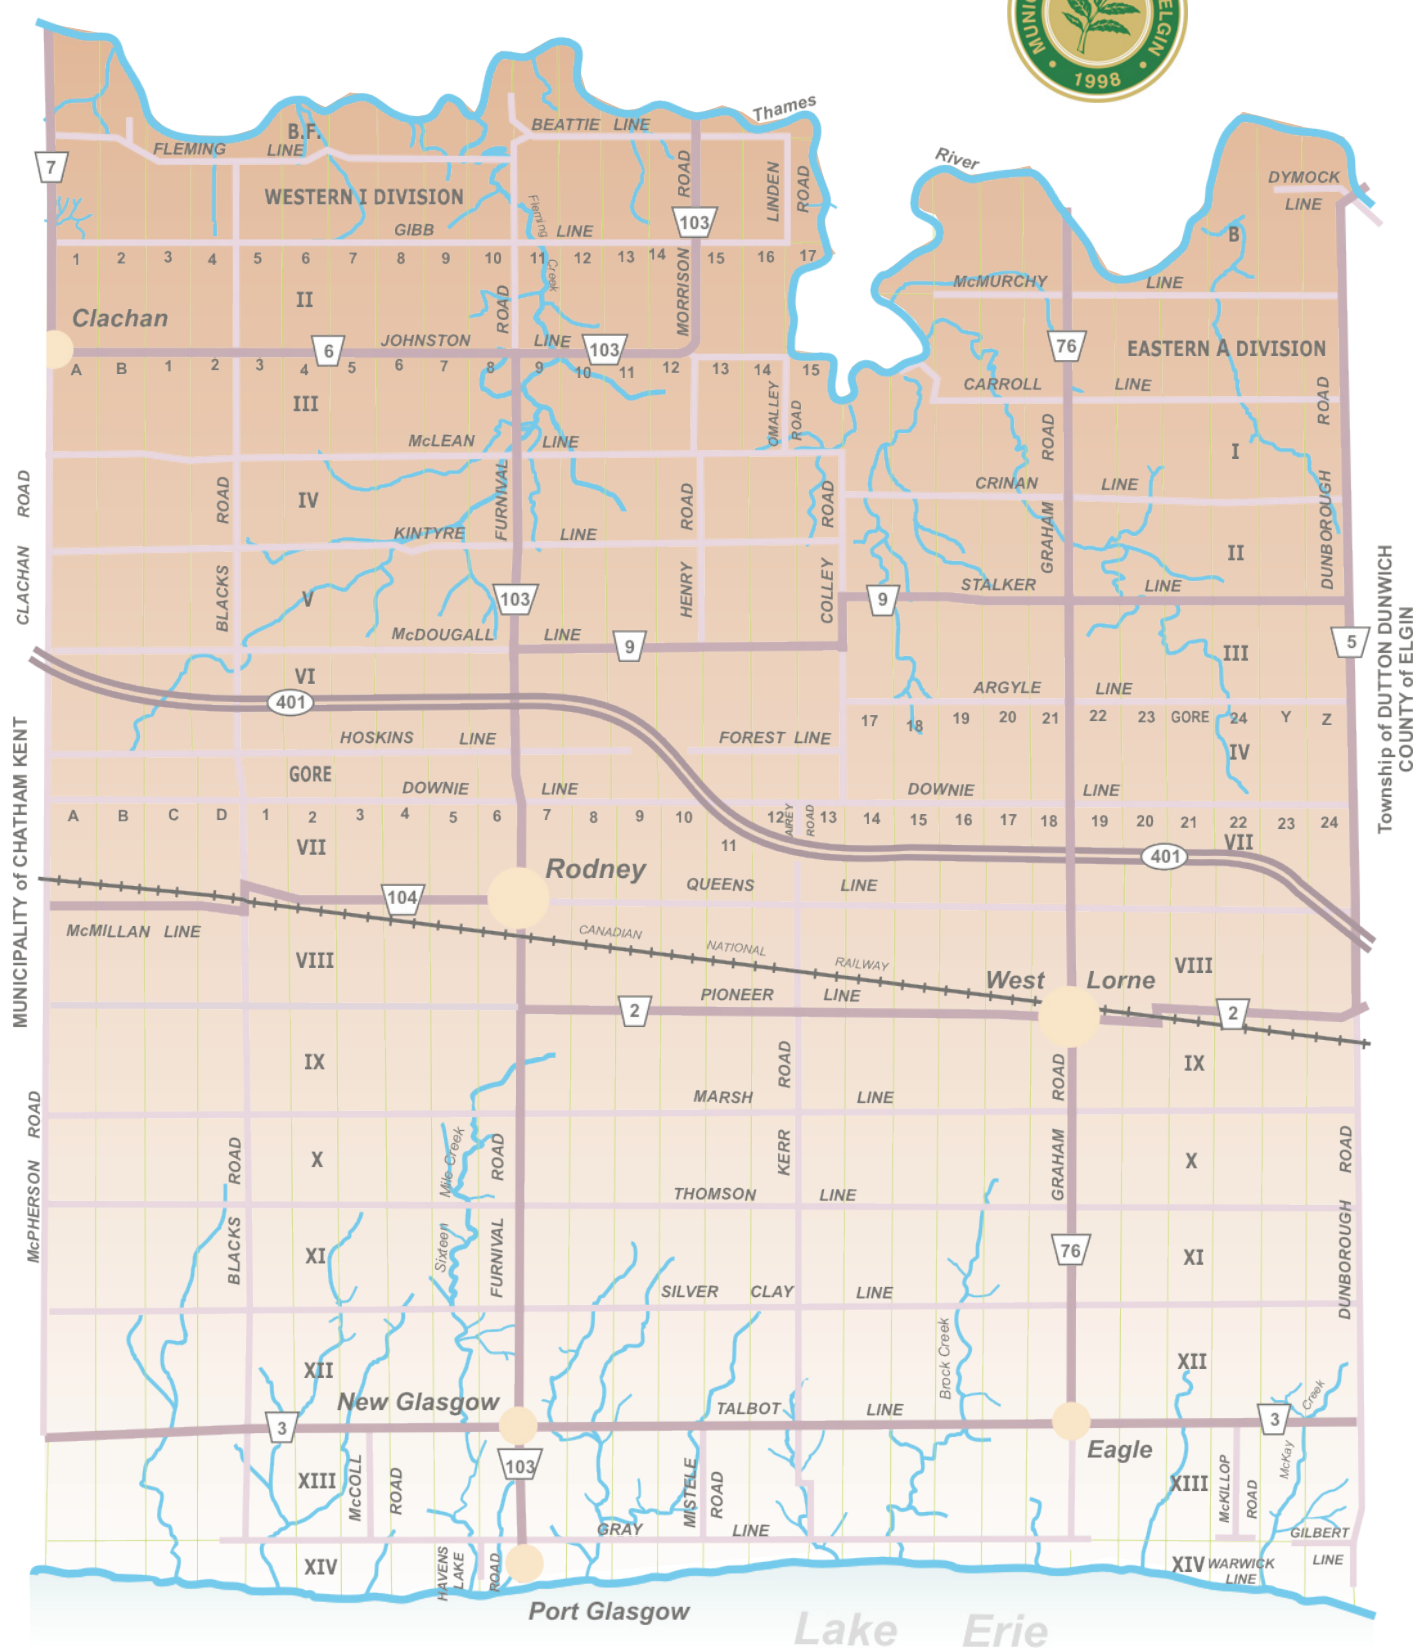 MUNIC
ELGIN
1998
Thames
River
BEATTIE LINE
B.F.
FLEMING LINE
7
WESTERN I DIVISION
ROAD
LINDEN ROAD
DYMOCK
LINE
Fleming
Creek
103
GIBB LINE
B
1 2 3 4 5 6 7 8 9 10 11 12 13 14 15 16 17
MORRISON
McMURCHY LINE
II
ROAD
Clachan
6
JOHNSTON LINE
103
76
EASTERN A DIVISION
A B 1 2 3 4 5 6 7 8 9 10 11 12 13 14 15
CARROLL LINE
III
OMALLEY ROAD
ROAD
ROAD
McLEAN LINE
I
CRINAN LINE
CLACHAN ROAD
BLACKS ROAD
IV
FURNIVAL
HENRY ROAD
COLLEY ROAD
GRAHAM
DUNBOROUGH
KINTYRE LINE
II
STALKER LINE
V
103
9
McDOUGALL LINE
9
5
III
VI
401
ARGYLE LINE
17 18 19 20 21 22 23 GORE 24 Y Z
HOSKINS LINE
FOREST LINE
IV
GORE
DOWNIE LINE
DOWNIE LINE
A B C D 1 2 3 4 5 6 7 8 9 10 11 12 13 14 15 16 17 18 19 20 21 22 23 24
AIREY ROAD
VII
VII
401
Rodney
QUEENS LINE
104
McMILLAN LINE
CANADIAN NATIONAL RAILWAY
VIII
VIII
West Lorne
PIONEER LINE
2
2
MUNICIPALITY OF CHATHAM KENT
Township of DUTTON DUNWICH
COUNTY of ELGIN
IX
ROAD
ROAD
IX
MARSH LINE
McPHERSON ROAD
BLACKS ROAD
X
Mile Creek
Sixteen
FURNIVAL ROAD
KERR
GRAHAM
X
DUNBOROUGH ROAD
THOMSON LINE
XI
76
XI
SILVER CLAY LINE
Brock Creek
XII
XII
New Glasgow
TALBOT LINE
3
3
Creek
McKay
Eagle
103
XIII
McCOLL ROAD
MISTELE ROAD
XIII
McKILLOP ROAD
GRAY LINE
GILBERT
LINE
XIV
HAVENS
LAKE
ROAD
XIV
WARWICK
LINE
Port Glasgow
Lake Erie